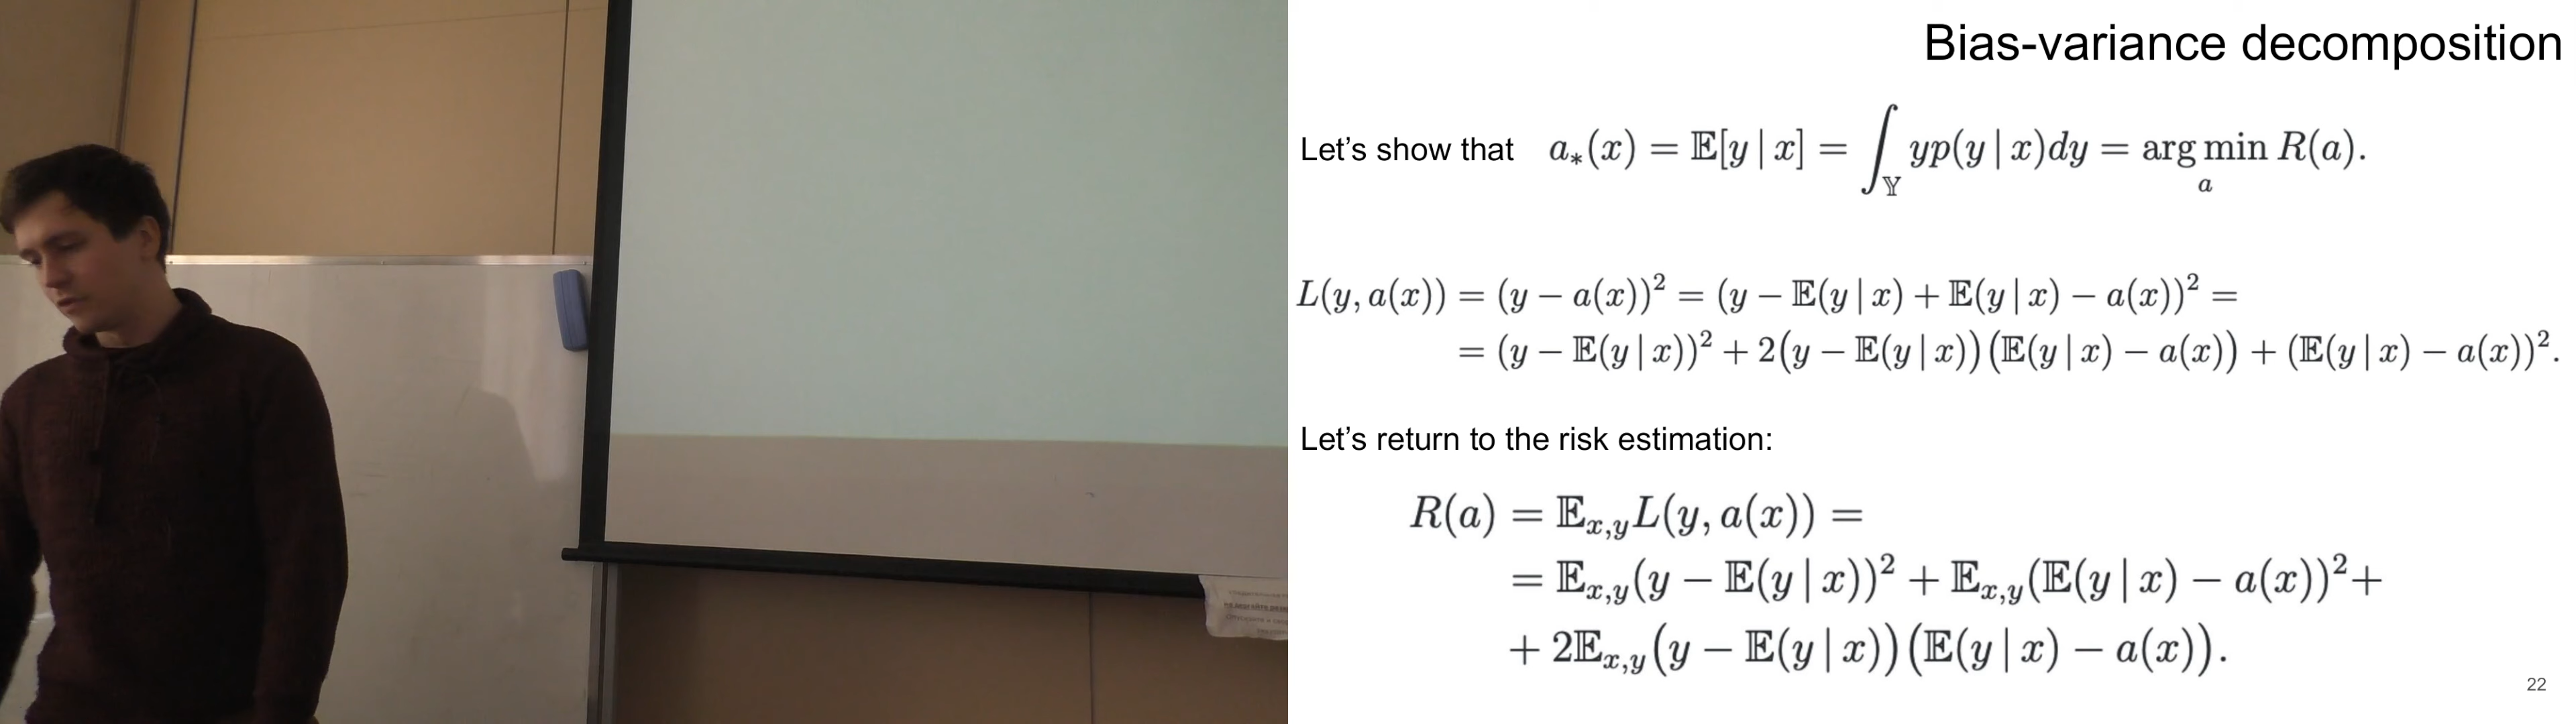 Bias-variance decomposition
Let's show that a_*(x) = 𝔼[y | x] = ∫_𝕐 yp(y | x)dy = arg min_a R(a).
L(y, a(x)) = (y − a(x))² = (y − 𝔼(y | x) + 𝔼(y | x) − a(x))² =
= (y − 𝔼(y | x))² + 2(y − 𝔼(y | x))(𝔼(y | x) − a(x)) + (𝔼(y | x) − a(x))².
Let's return to the risk estimation:
R(a) = 𝔼_{x,y}L(y, a(x)) =
= 𝔼_{x,y}(y − 𝔼(y | x))² + 𝔼_{x,y}(𝔼(y | x) − a(x))²+
+ 2𝔼_{x,y}(y − 𝔼(y | x))(𝔼(y | x) − a(x)).
22